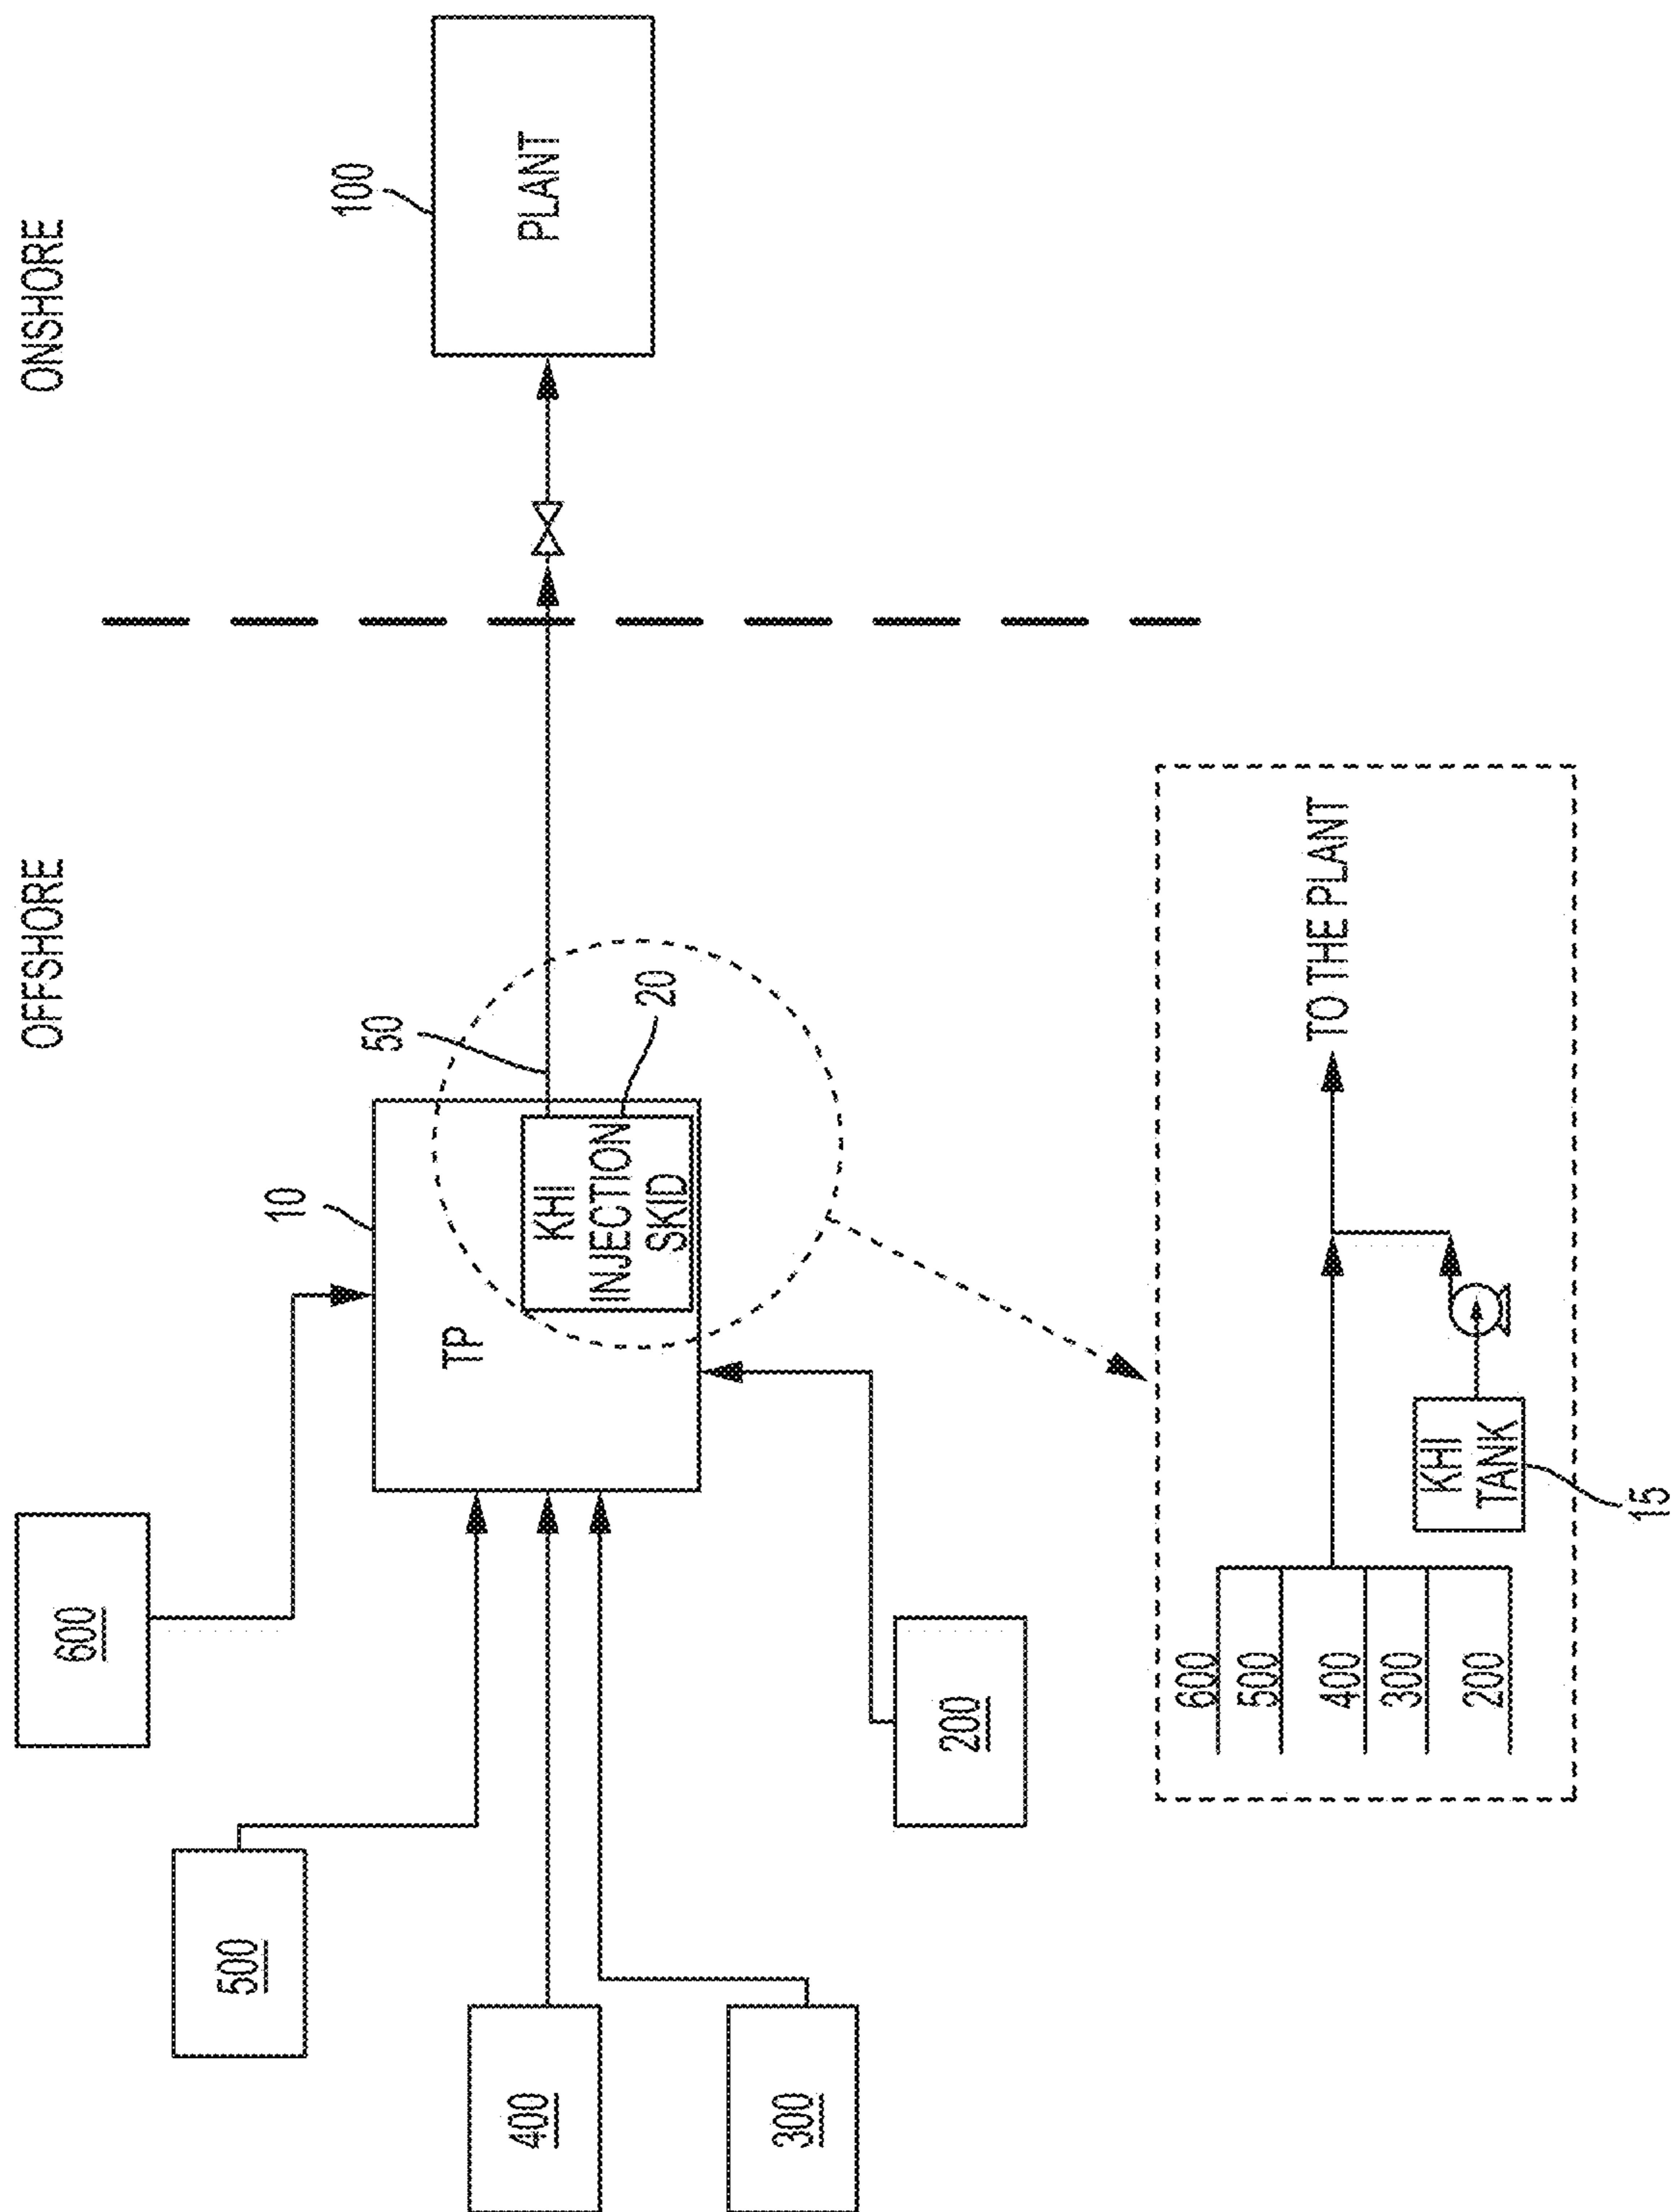 OFFSHORE
ONSHORE
600
500
400
300
200
10
TP
KHI
INJECTION
SKID
50
20
100
PLANT
600
500
400
300
200
KHI
TANK
15
TO THE PLANT